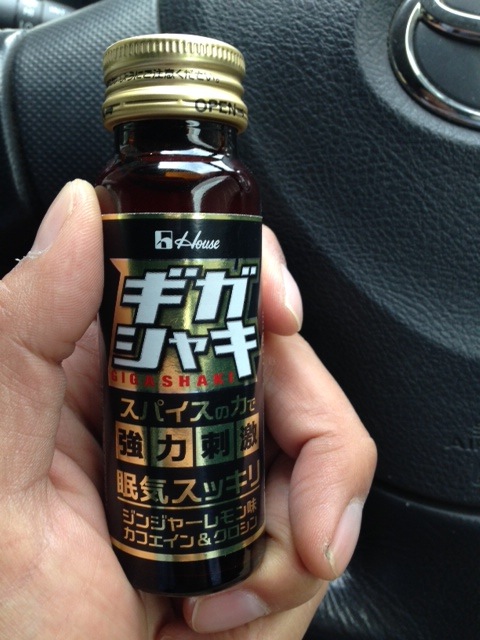 OPEN
House
ギガ
シャキ
GIGASHAKI
スパイスの力で
強力刺激
眠気スッキリ
ジンジャーレモン味
カフェイン&クロシン